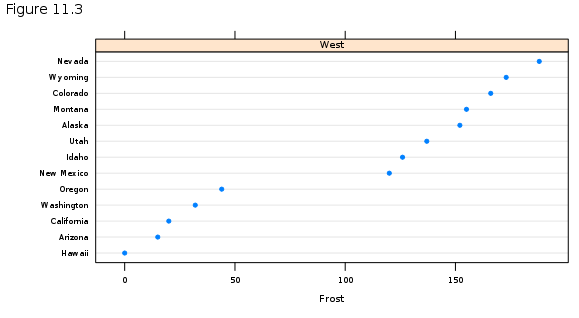 Figure 11.3
West
Nevada
Wyoming
Colorado
Montana
Alaska
Utah
Idaho
New Mexico
Oregon
Washington
California
Arizona
Hawaii
0 50 100 150
Frost